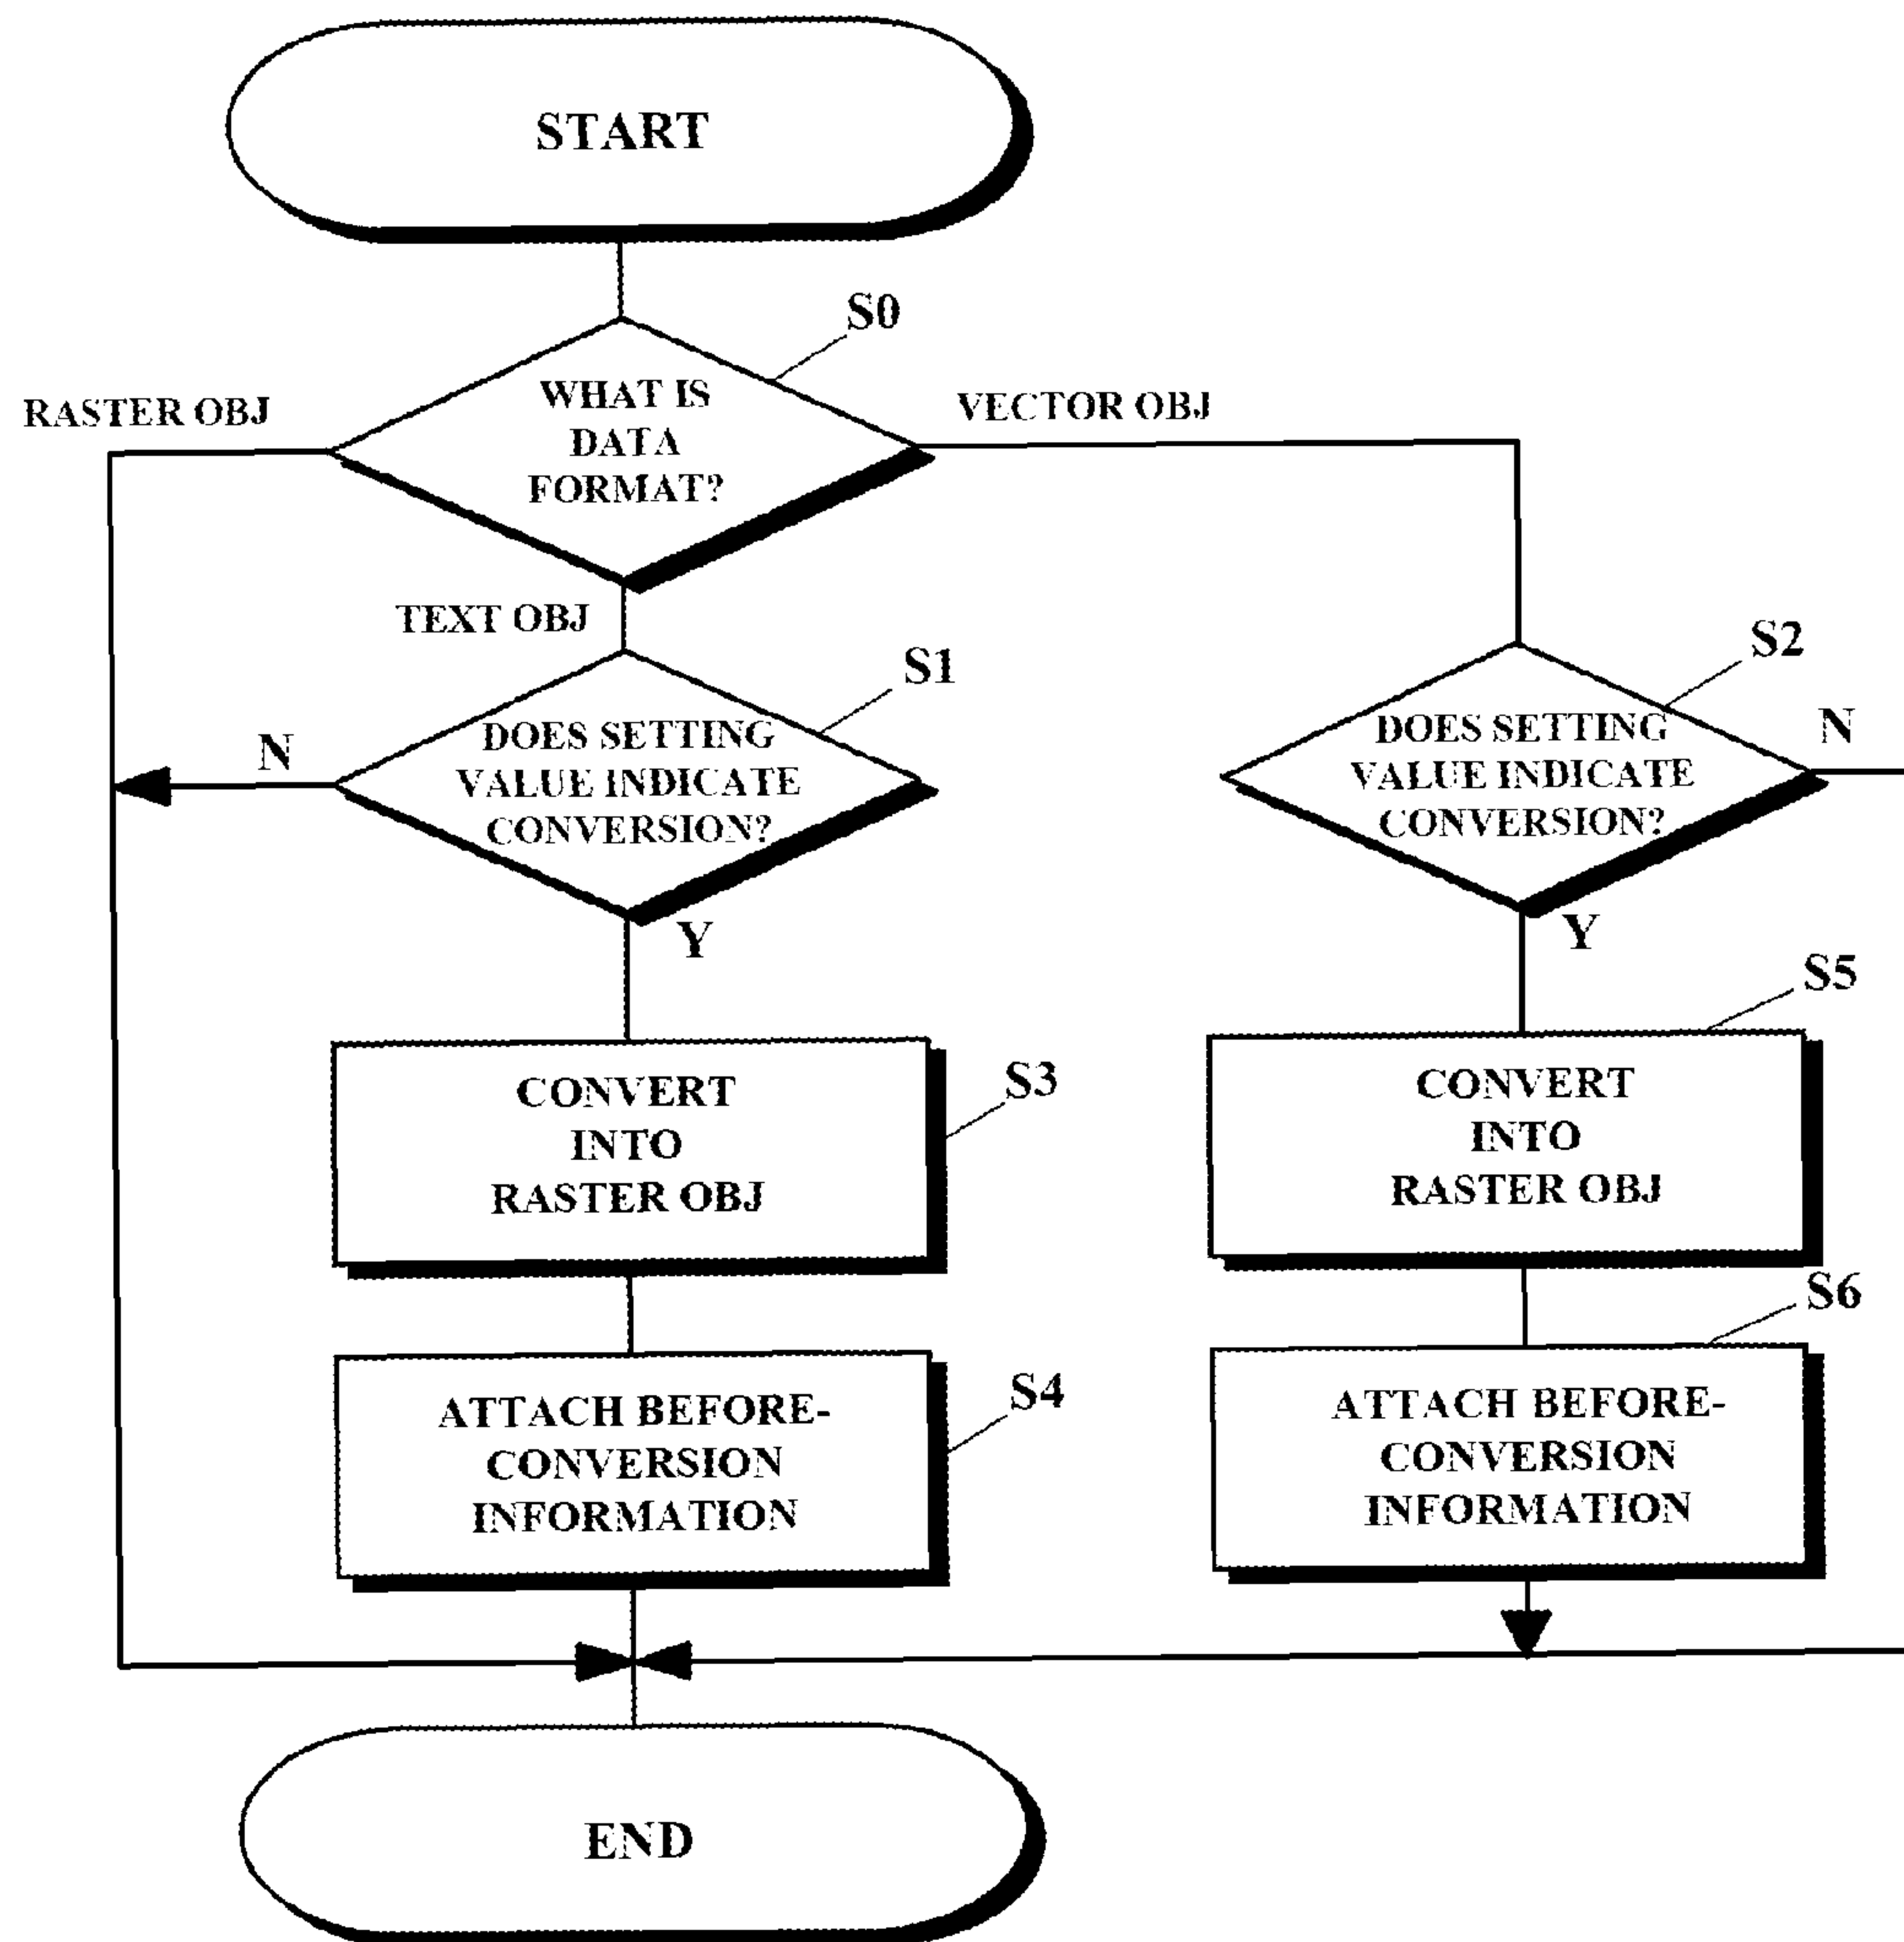 START
S0
WHAT IS
DATA
FORMAT?
RASTER OBJ
VECTOR OBJ
TEXT OBJ
S1
DOES SETTING
VALUE INDICATE
CONVERSION?
N
Y
S2
DOES SETTING
VALUE INDICATE
CONVERSION?
N
Y
S3
CONVERT
INTO
RASTER OBJ
S5
CONVERT
INTO
RASTER OBJ
S4
ATTACH BEFORE-
CONVERSION
INFORMATION
S6
ATTACH BEFORE-
CONVERSION
INFORMATION
END